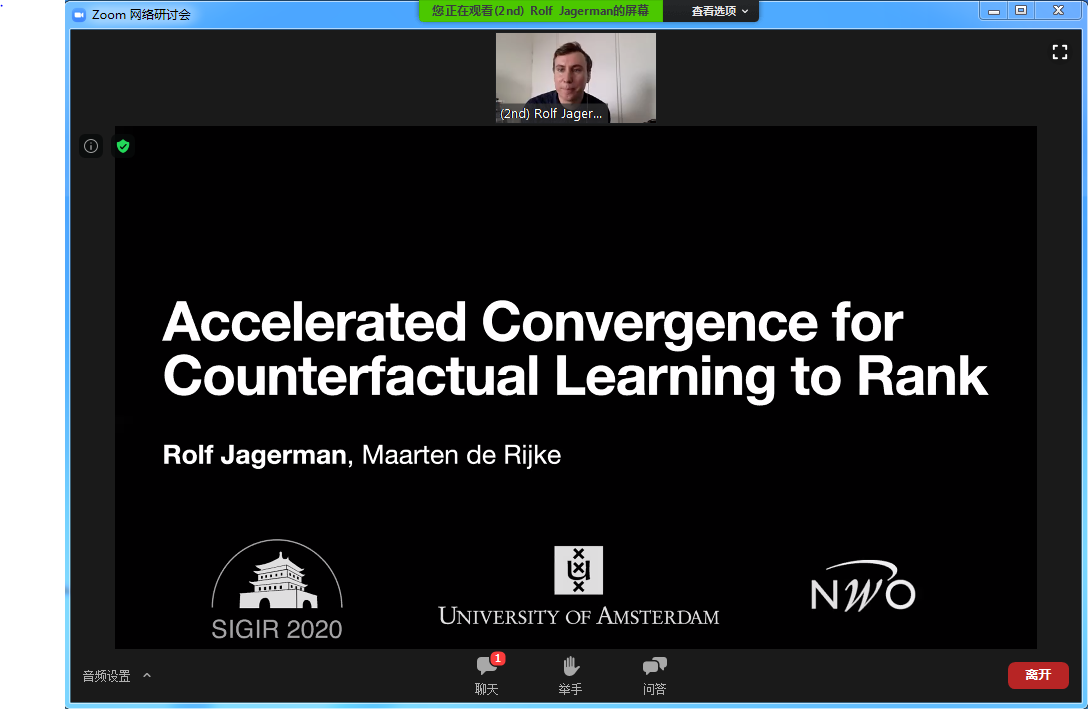 Zoom 网络研讨会
您正在观看(2nd) Rolf Jagerman的屏幕
查看选项
(2nd) Rolf Jager...
Accelerated Convergence for
Counterfactual Learning to Rank
Rolf Jagerman, Maarten de Rijke
SIGIR 2020
UNIVERSITY OF AMSTERDAM
NWO
音频设置
1
聊天
举手
问答
离开